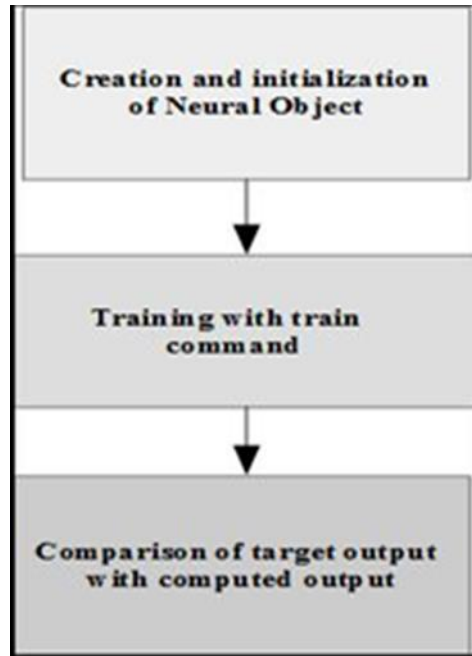 Creation and initialization
of Neural Object
Training with train
command
Comparison of target output
with computed output